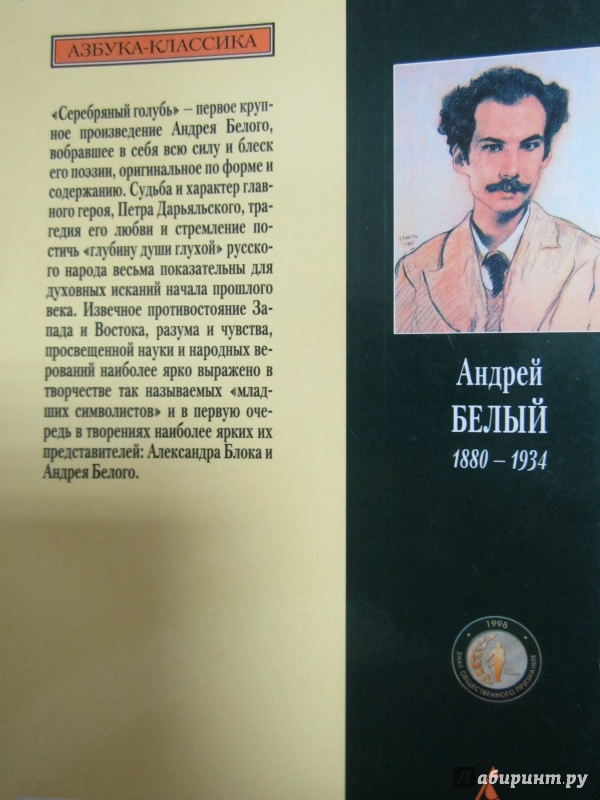 АЗБУКА-КЛАССИКА
«Серебряный голубь» – первое круп-
ное произведение Андрея Белого,
вобравшее в себя всю силу и блеск
его поэзии, оригинальное по форме и
содержанию. Судьба и характер глав-
ного героя, Петра Дарьяльского, тра-
гедия его любви и стремление по-
стичь «глубину души глухой» русско-
го народа весьма показательны для
духовных исканий начала прошлого
века. Извечное противостояние За-
пада и Востока, разума и чувства,
просвещенной науки и народных ве-
рований наиболее ярко выражено в
творчестве так называемых «млад-
ших символистов» и в первую оче-
редь в творениях наиболее ярких их
представителей: Александра Блока и
Андрея Белого.
Андрей
БЕЛЫЙ
1880 – 1934
1998
ЗНАК ОБЩЕСТВЕННОГО ПРИЗНАНИЯ
абиринт.ру